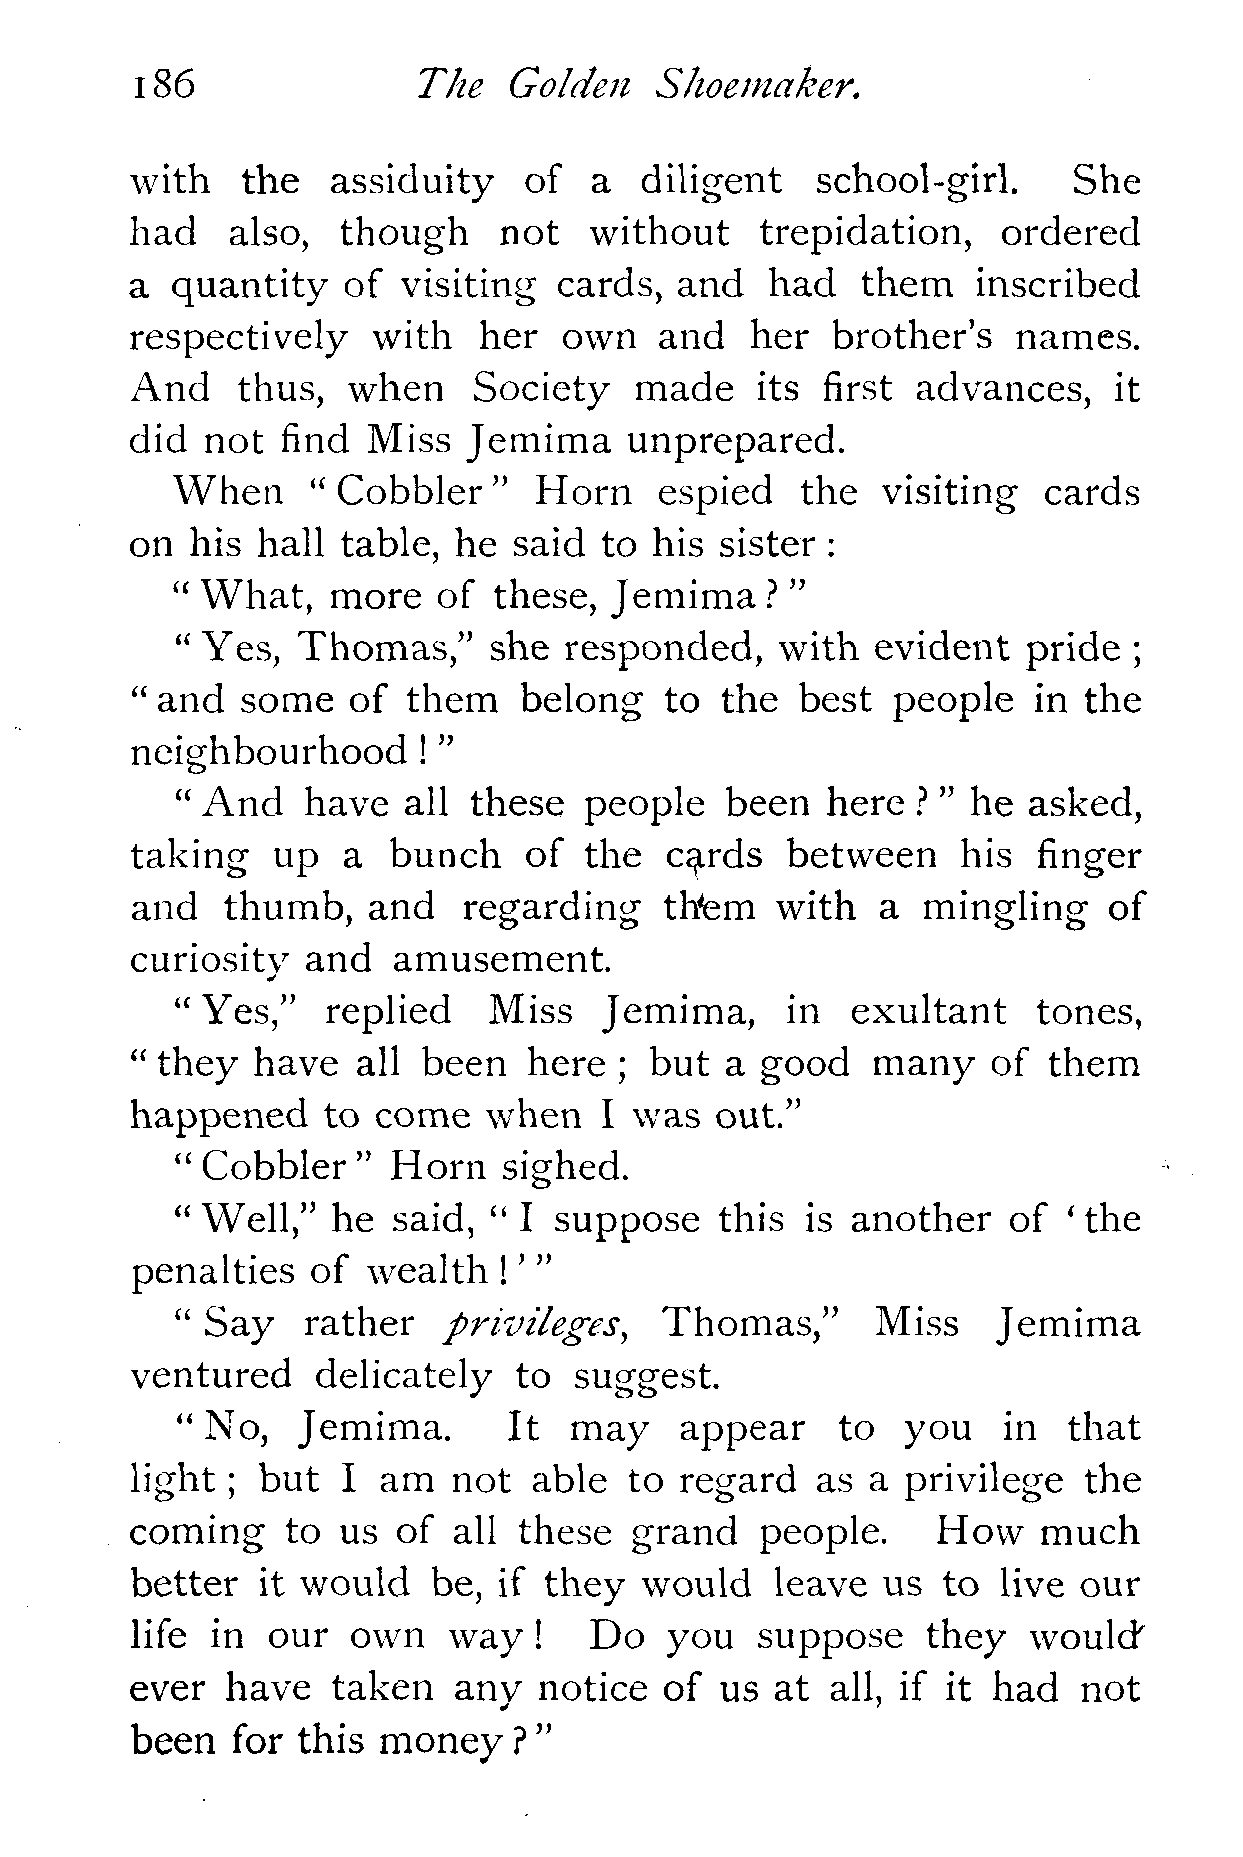 186 The Golden Shoemaker.
with the assiduity of a diligent school-girl. She
had also, though not without trepidation, ordered
a quantity of visiting cards, and had them inscribed
respectively with her own and her brother's names.
And thus, when Society made its first advances, it
did not find Miss Jemima unprepared.
When " Cobbler " Horn espied the visiting cards
on his hall table, he said to his sister :
" What, more of these, Jemima ? "
" Yes, Thomas," she responded, with evident pride ;
" and some of them belong to the best people in the
neighbourhood ! "
" And have all these people been here ? " he asked,
taking up a bunch of the cards between his finger
and thumb, and regarding them with a mingling of
curiosity and amusement.
" Yes," replied Miss Jemima, in exultant tones,
" they have all been here ; but a good many of them
happened to come when I was out."
" Cobbler " Horn sighed.
" Well," he said, " I suppose this is another of ' the
penalties of wealth ! ' "
" Say rather privileges, Thomas," Miss Jemima
ventured delicately to suggest.
" No, Jemima. It may appear to you in that
light ; but I am not able to regard as a privilege the
coming to us of all these grand people. How much
better it would be, if they would leave us to live our
life in our own way ! Do you suppose they would
ever have taken any notice of us at all, if it had not
been for this money ? "